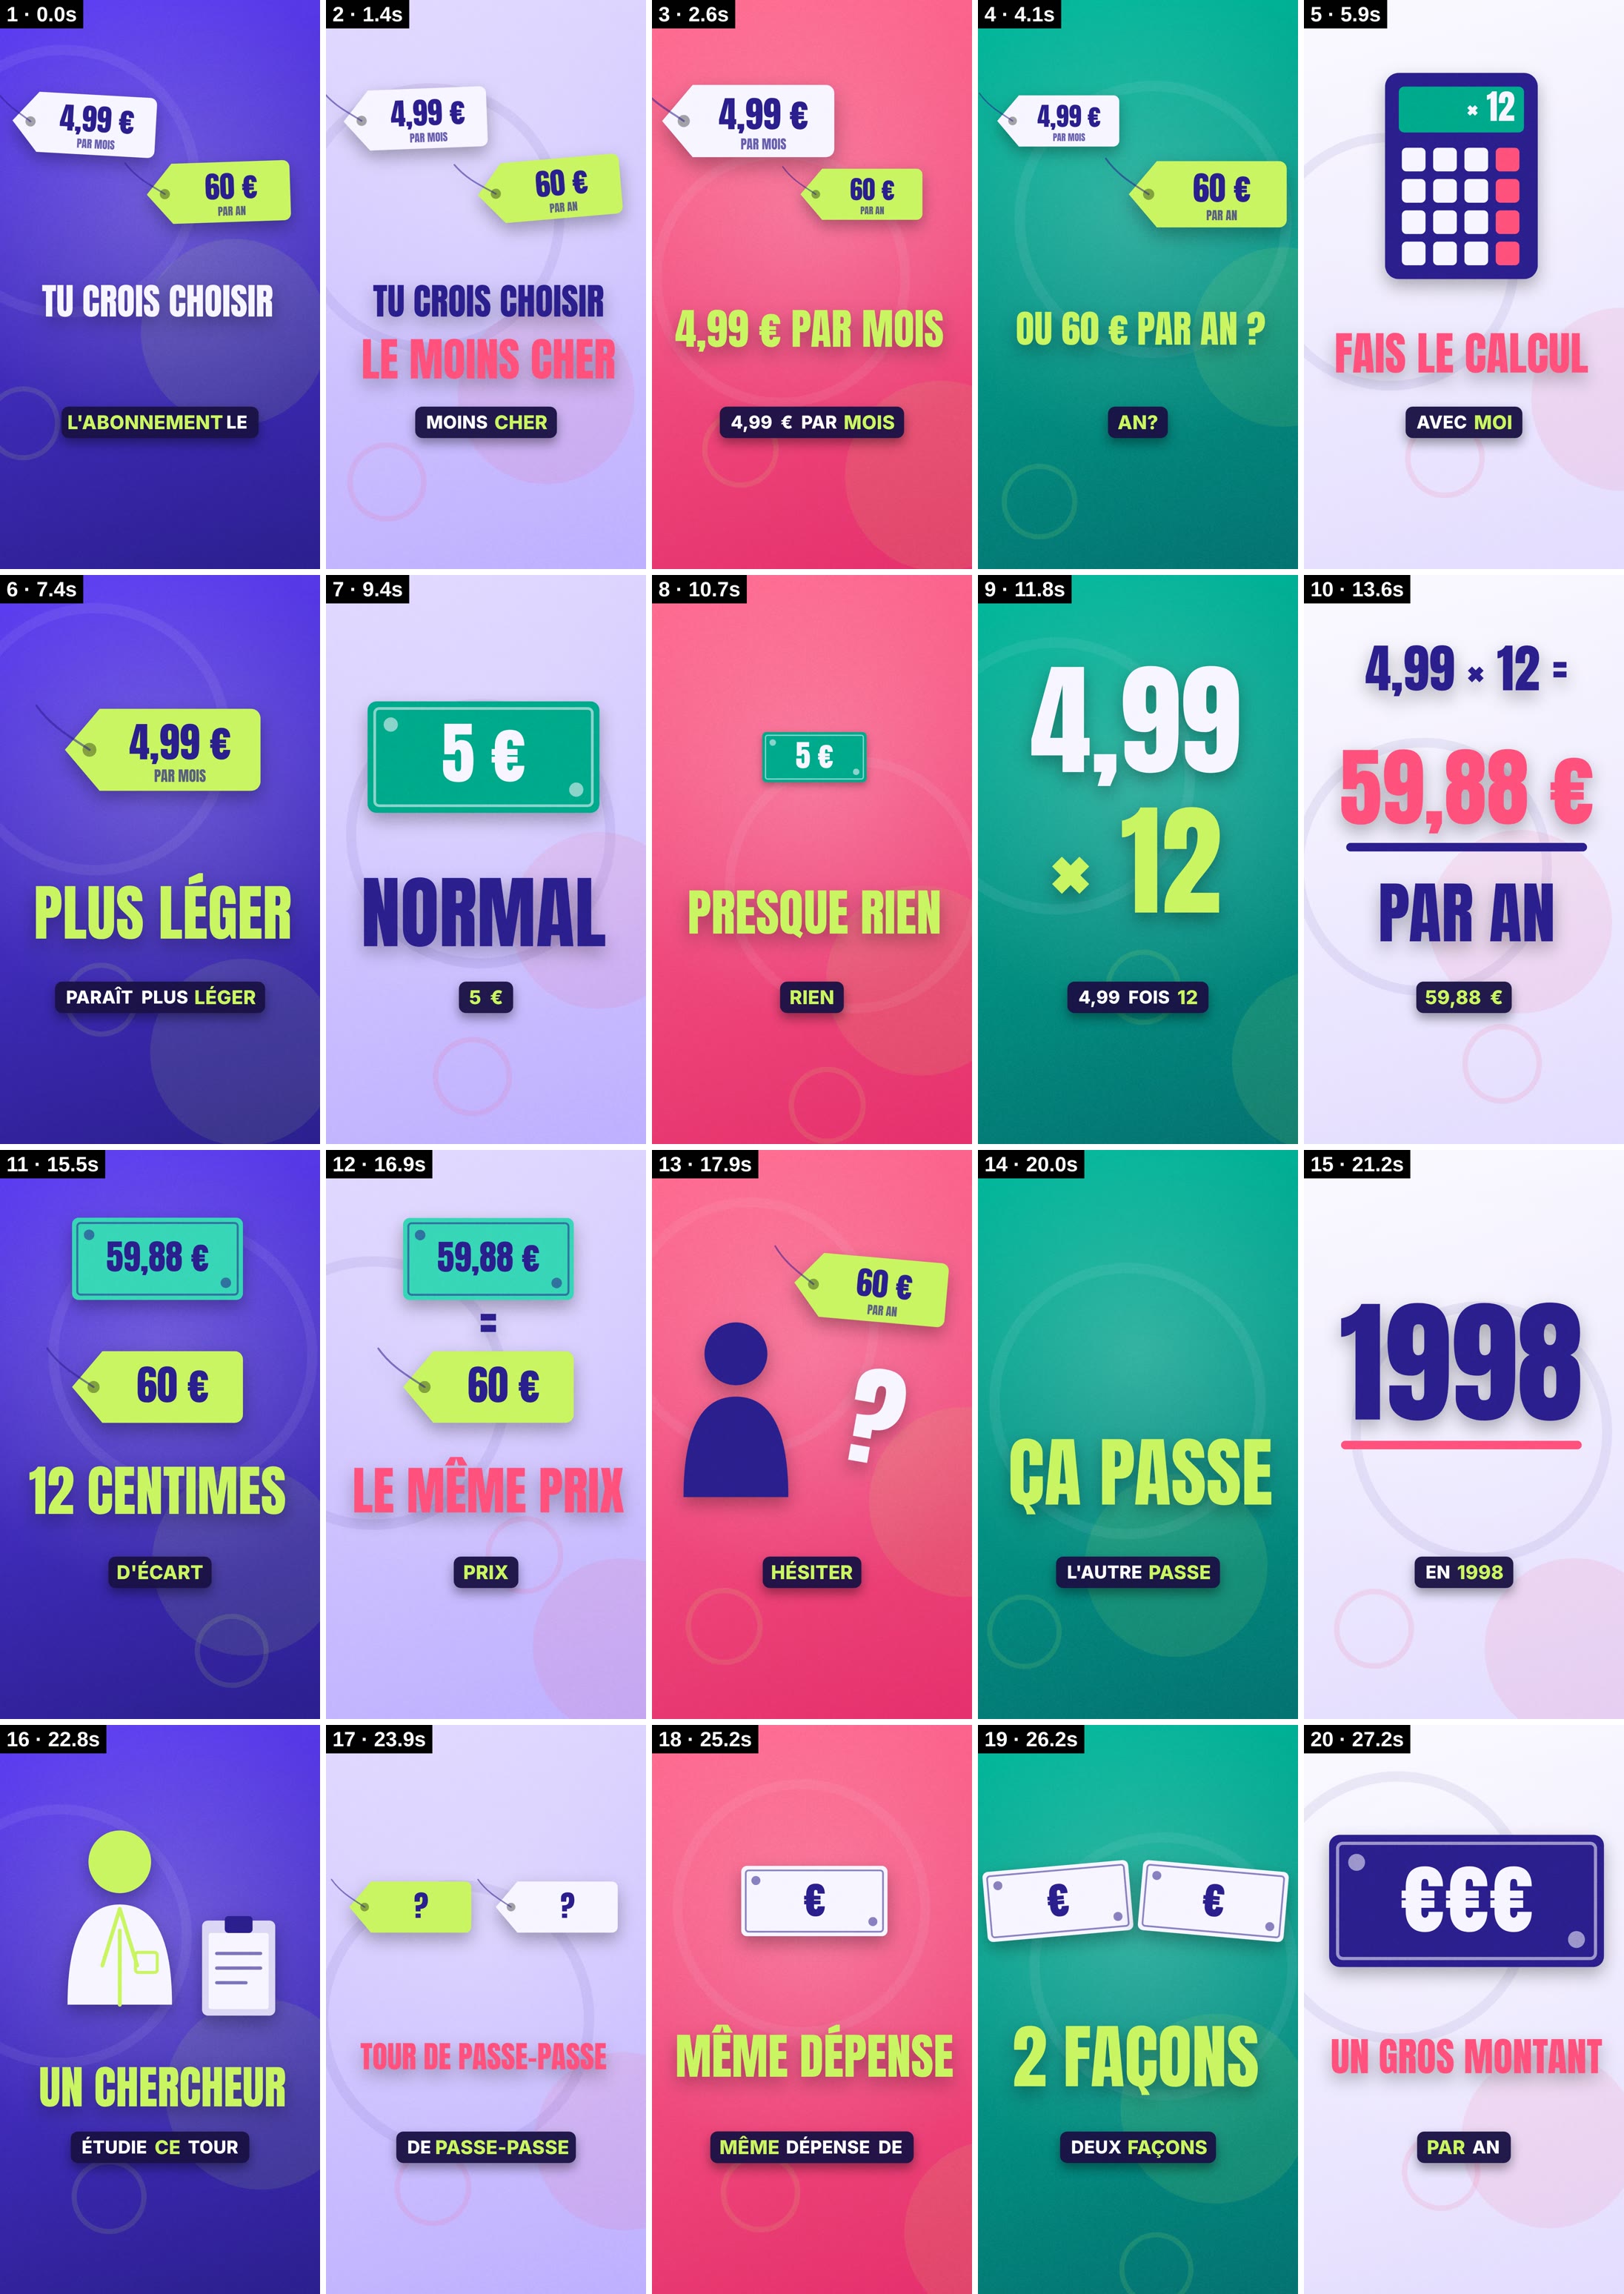 1 · 0.0s
4,99 €
PAR MOIS
60 €
PAR AN
TU CROIS CHOISIR
L'ABONNEMENT LE
2 · 1.4s
4,99 €
PAR MOIS
60 €
PAR AN
TU CROIS CHOISIR
LE MOINS CHER
MOINS CHER
3 · 2.6s
4,99 €
PAR MOIS
60 €
PAR AN
4,99 € PAR MOIS
4,99 € PAR MOIS
4 · 4.1s
4,99 €
PAR MOIS
60 €
PAR AN
OU 60 € PAR AN ?
AN?
5 · 5.9s
× 12
FAIS LE CALCUL
AVEC MOI
6 · 7.4s
4,99 €
PAR MOIS
PLUS LÉGER
PARAÎT PLUS LÉGER
7 · 9.4s
5 €
NORMAL
5 €
8 · 10.7s
5 €
PRESQUE RIEN
RIEN
9 · 11.8s
4,99
× 12
4,99 FOIS 12
10 · 13.6s
4,99 × 12 =
59,88 €
PAR AN
59,88 €
11 · 15.5s
59,88 €
60 €
12 CENTIMES
D'ÉCART
12 · 16.9s
59,88 €
=
60 €
LE MÊME PRIX
PRIX
13 · 17.9s
60 €
PAR AN
?
HÉSITER
14 · 20.0s
ÇA PASSE
L'AUTRE PASSE
15 · 21.2s
1998
EN 1998
16 · 22.8s
UN CHERCHEUR
ÉTUDIE CE TOUR
17 · 23.9s
?
?
TOUR DE PASSE-PASSE
DE PASSE-PASSE
18 · 25.2s
€
MÊME DÉPENSE
MÊME DÉPENSE DE
19 · 26.2s
€
€
2 FAÇONS
DEUX FAÇONS
20 · 27.2s
€€€
UN GROS MONTANT
PAR AN